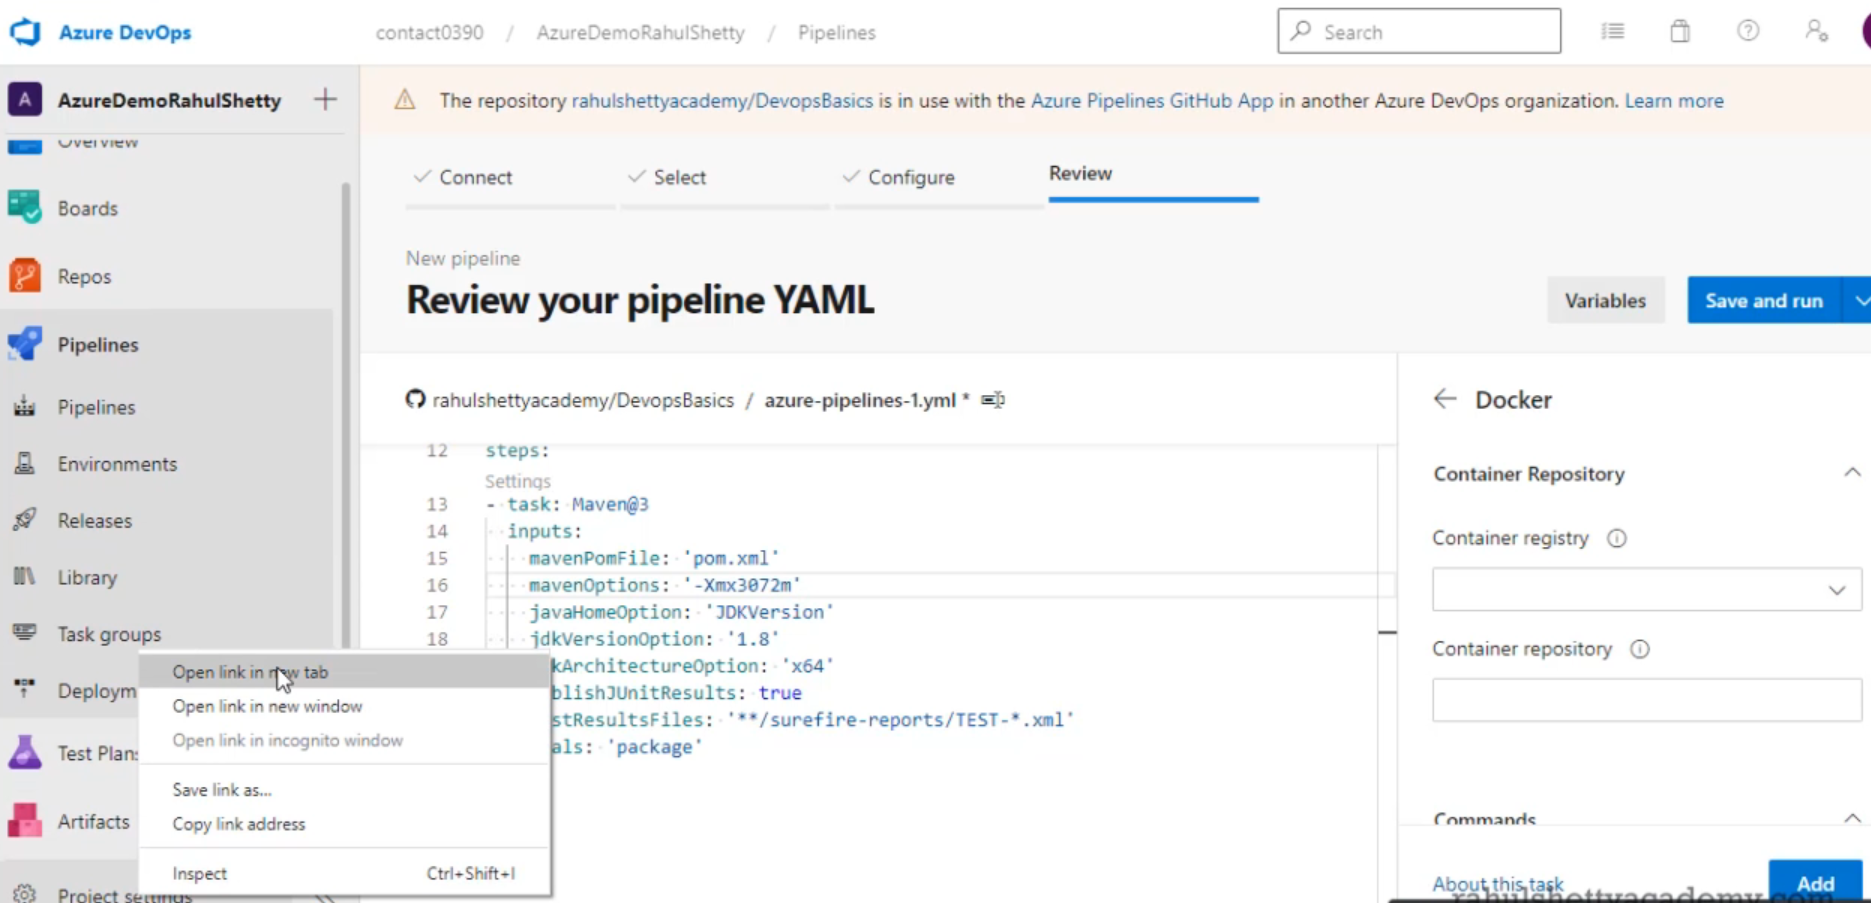 Azure DevOps
contact0390 / AzureDemoRahulShetty / Pipelines
Search
A AzureDemoRahulShetty
Overview
Boards
Repos
Pipelines
Pipelines
Environments
Releases
Library
Task groups
Deploym
Test Plans
Artifacts
Project settings
The repository rahulshettyacademy/DevopsBasics is in use with the Azure Pipelines GitHub App in another Azure DevOps organization. Learn more
Connect
Select
Configure
Review
New pipeline
Review your pipeline YAML
Variables
Save and run
rahulshettyacademy/DevopsBasics / azure-pipelines-1.yml *
12 steps:
Settings
13 - task: Maven@3
14 inputs:
15 mavenPomFile: 'pom.xml'
16 mavenOptions: '-Xmx3072m'
17 javaHomeOption: 'JDKVersion'
18 jdkVersionOption: '1.8'
kArchitectureOption: 'x64'
blishJUnitResults: true
stResultsFiles: '**/surefire-reports/TEST-*.xml'
als: 'package'
Open link in new tab
Open link in new window
Open link in incognito window
Save link as...
Copy link address
Inspect Ctrl+Shift+I
Docker
Container Repository
Container registry
Container repository
Commands
About this task
Add
rahulshettyacademy.com